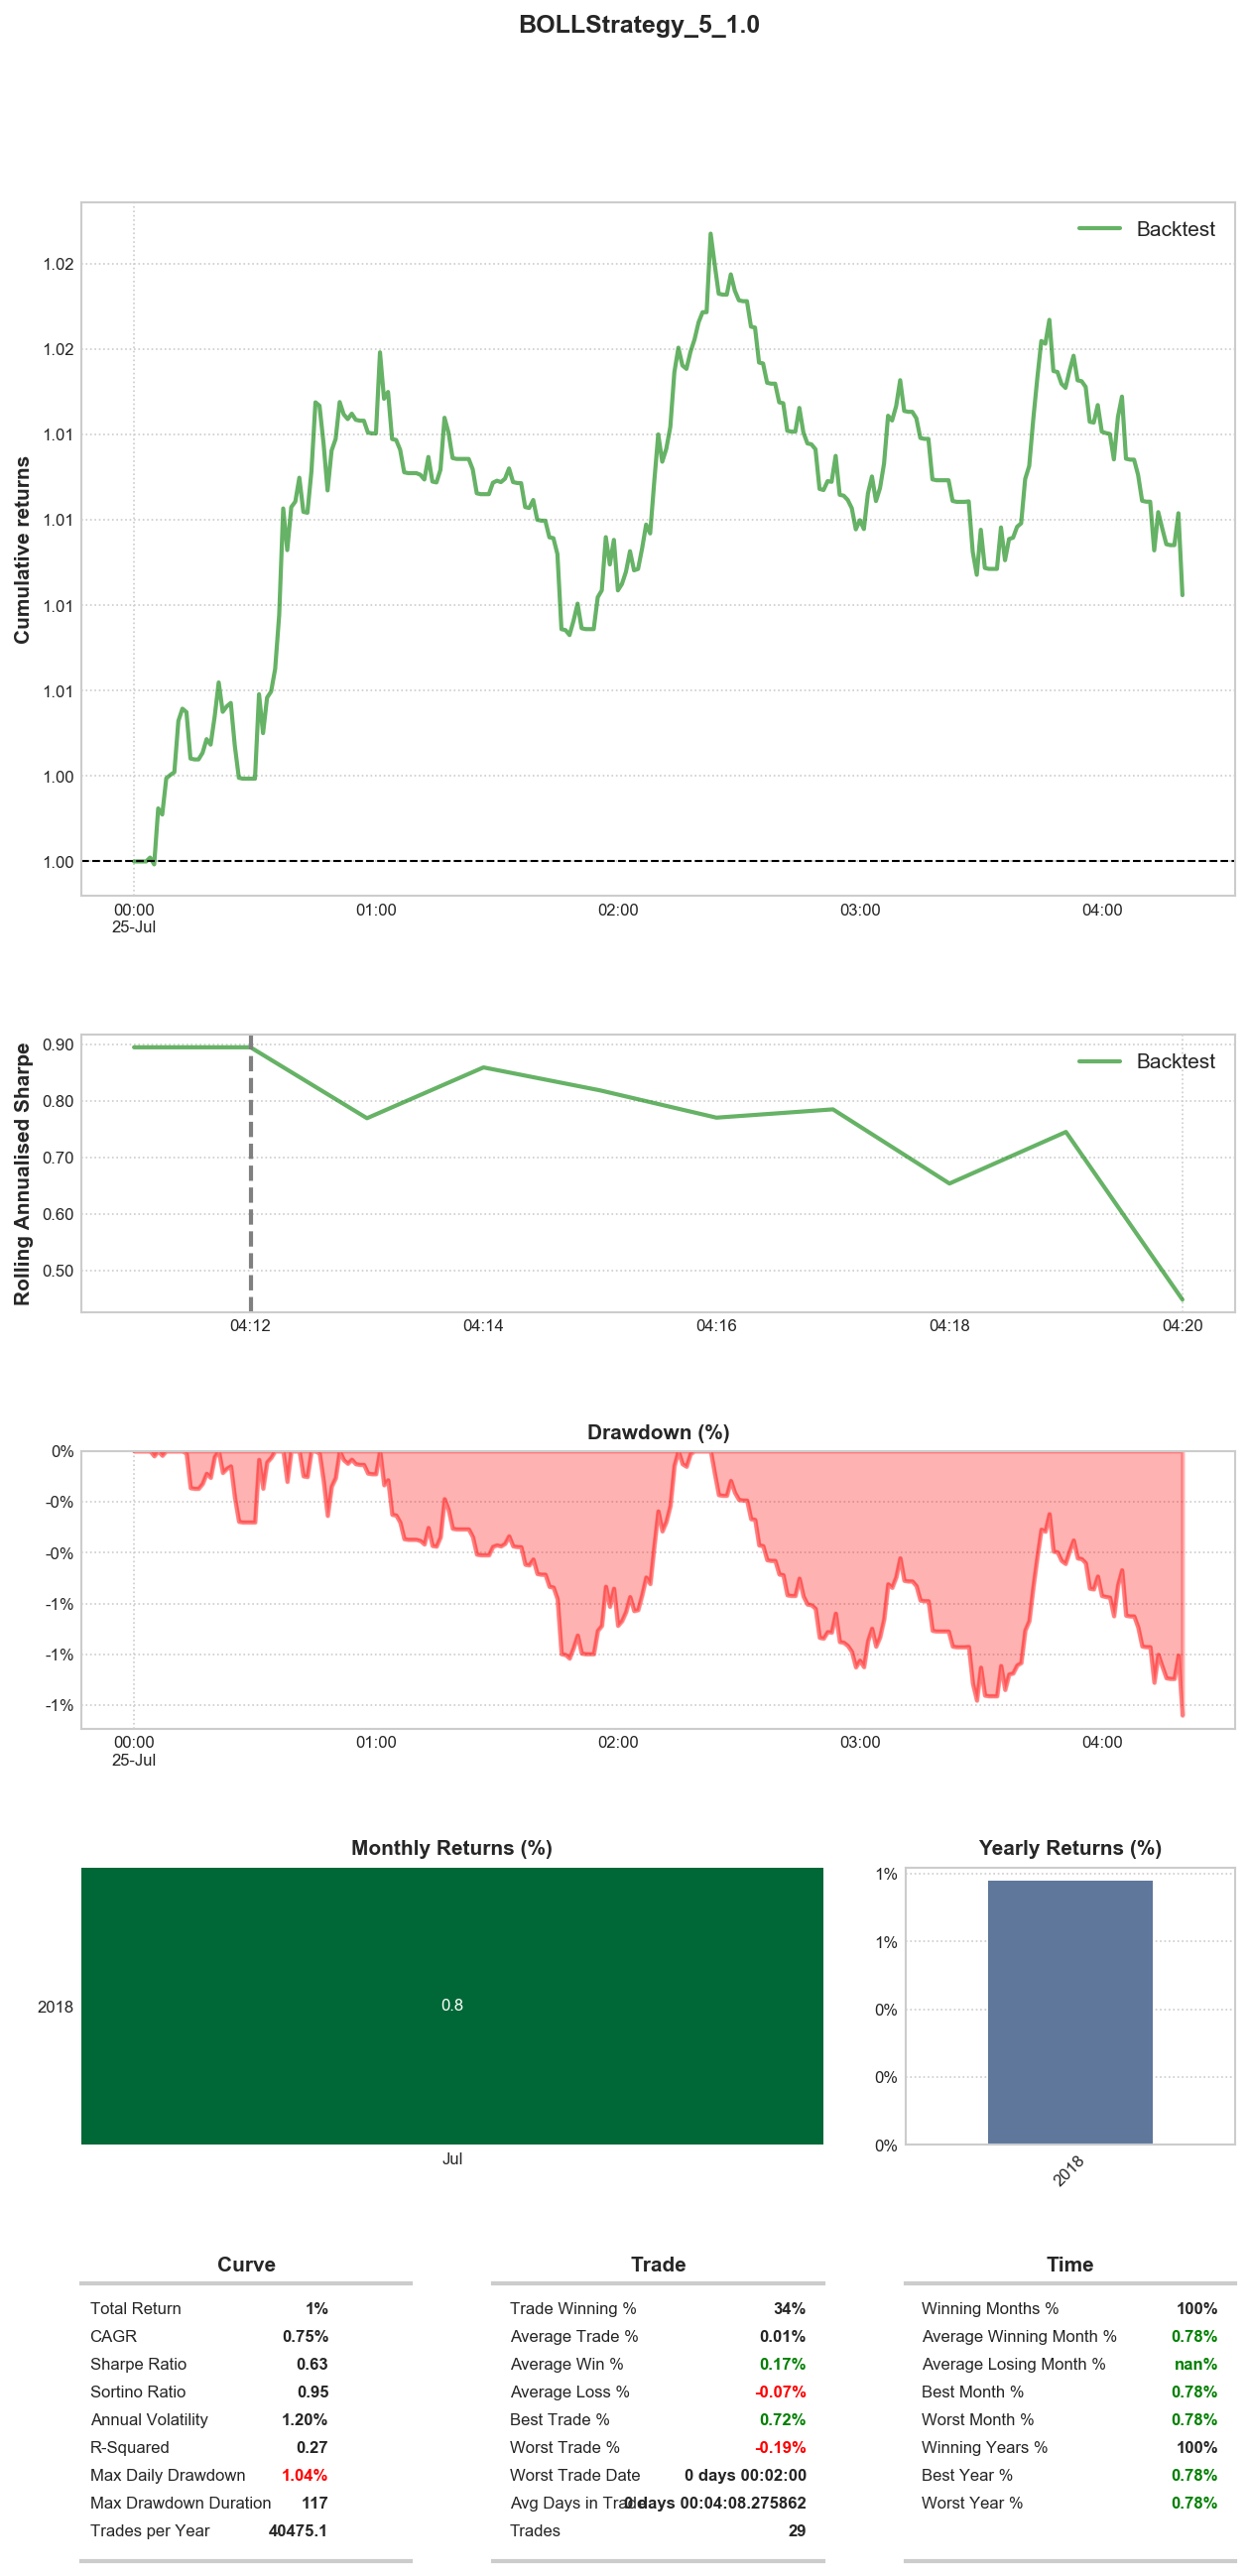 BOLLStrategy_5_1.0
Cumulative returns
Backtest
1.02
1.02
1.01
1.01
1.01
1.01
1.00
1.00
00:00 01:00 02:00 03:00 04:00
25-Jul
Rolling Annualised Sharpe
Backtest
0.90
0.80
0.70
0.60
0.50
04:12 04:14 04:16 04:18 04:20
Drawdown (%)
0%
-0%
-0%
-1%
-1%
-1%
00:00 01:00 02:00 03:00 04:00
25-Jul
Monthly Returns (%)
2018
0.8
Jul
Yearly Returns (%)
1%
1%
0%
0%
0%
2018
Curve
Total Return 1%
CAGR 0.75%
Sharpe Ratio 0.63
Sortino Ratio 0.95
Annual Volatility 1.20%
R-Squared 0.27
Max Daily Drawdown 1.04%
Max Drawdown Duration 117
Trades per Year 40475.1
Trade
Trade Winning % 34%
Average Trade % 0.01%
Average Win % 0.17%
Average Loss % -0.07%
Best Trade % 0.72%
Worst Trade % -0.19%
Worst Trade Date 0 days 00:02:00
Avg Days in Trade 0 days 00:04:08.275862
Trades 29
Time
Winning Months % 100%
Average Winning Month % 0.78%
Average Losing Month % nan%
Best Month % 0.78%
Worst Month % 0.78%
Winning Years % 100%
Best Year % 0.78%
Worst Year % 0.78%